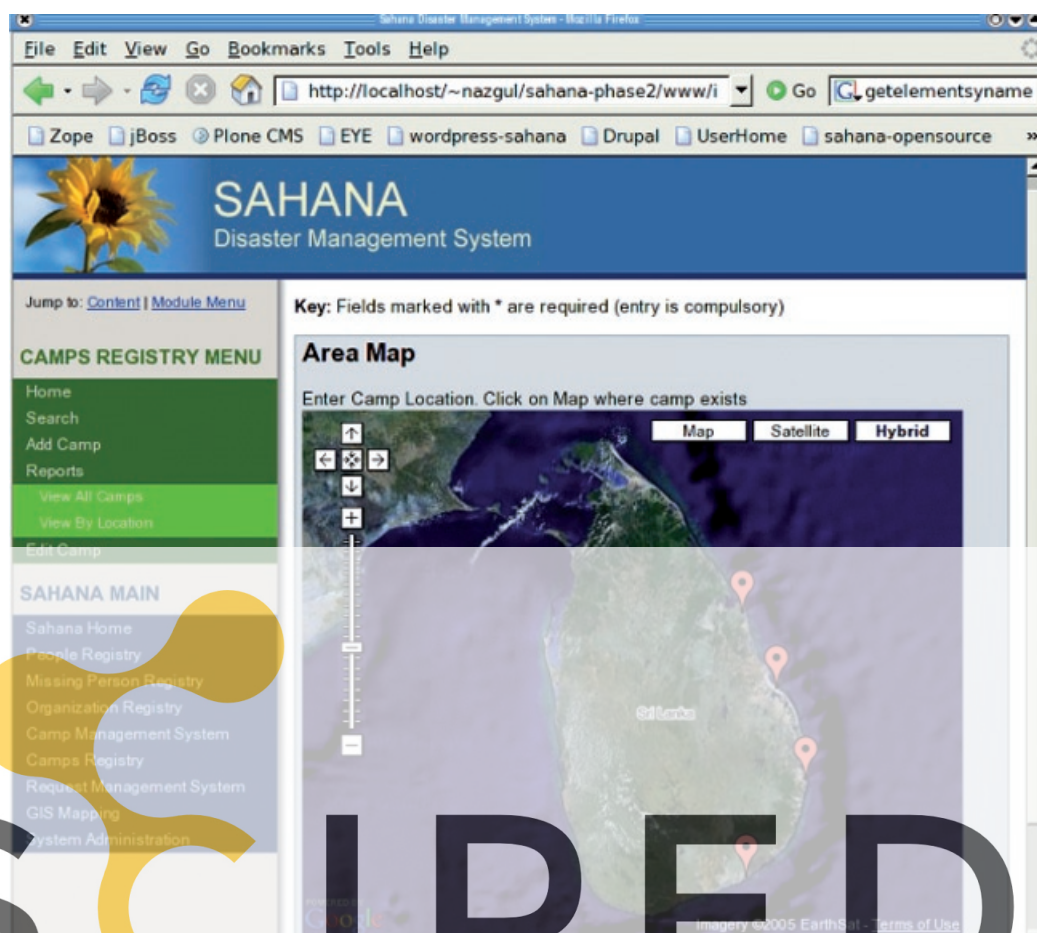 Sahana Disaster Management System - Mozilla Firefox
File Edit View Go Bookmarks Tools Help
http://localhost/~nazgul/sahana-phase2/www/i Go G getelementsyname
Zope jBoss Plone CMS EYE wordpress-sahana Drupal UserHome sahana-opensource »
SAHANA
Disaster Management System
Jump to: Content | Module Menu
Key: Fields marked with * are required (entry is compulsory)
CAMPS REGISTRY MENU
Home
Search
Add Camp
Reports
View All Camps
View By Location
Edit Camp
SAHANA MAIN
Sahana Home
People Registry
Missing Person Registry
Organization Registry
Camp Management System
Camps Registry
Request Management System
GIS Mapping
System Administration
Area Map
Enter Camp Location. Click on Map where camp exists
Map Satellite Hybrid
Sri Lanka
POWERED BY
Google
Imagery ©2005 EarthSat - Terms of Use
SCIPED